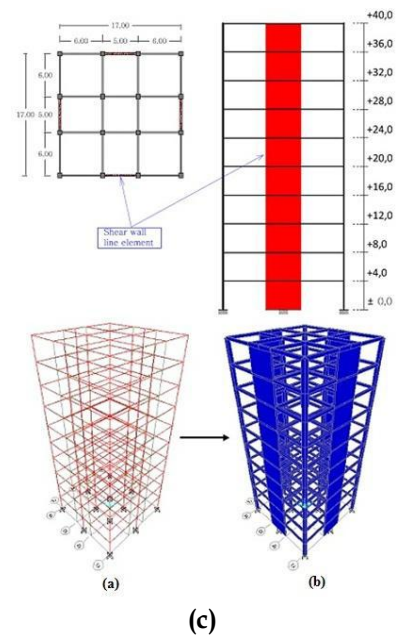 17.00
6.00 5.00 6.00
6.00
17.00 5.00
6.00
Shear wall
line element
+40,0
+36,0
+32,0
+28,0
+24,0
+20,0
+16,0
+12,0
+8,0
+4,0
± 0,0
(a)
(b)
(c)